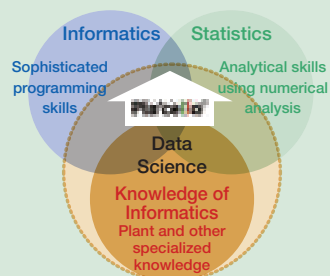 Informatics
Statistics
Sophisticated
programming
skills
Analytical skills
using numerical
analysis
Data
Science
Knowledge of
Informatics
Plant and other
specialized
knowledge